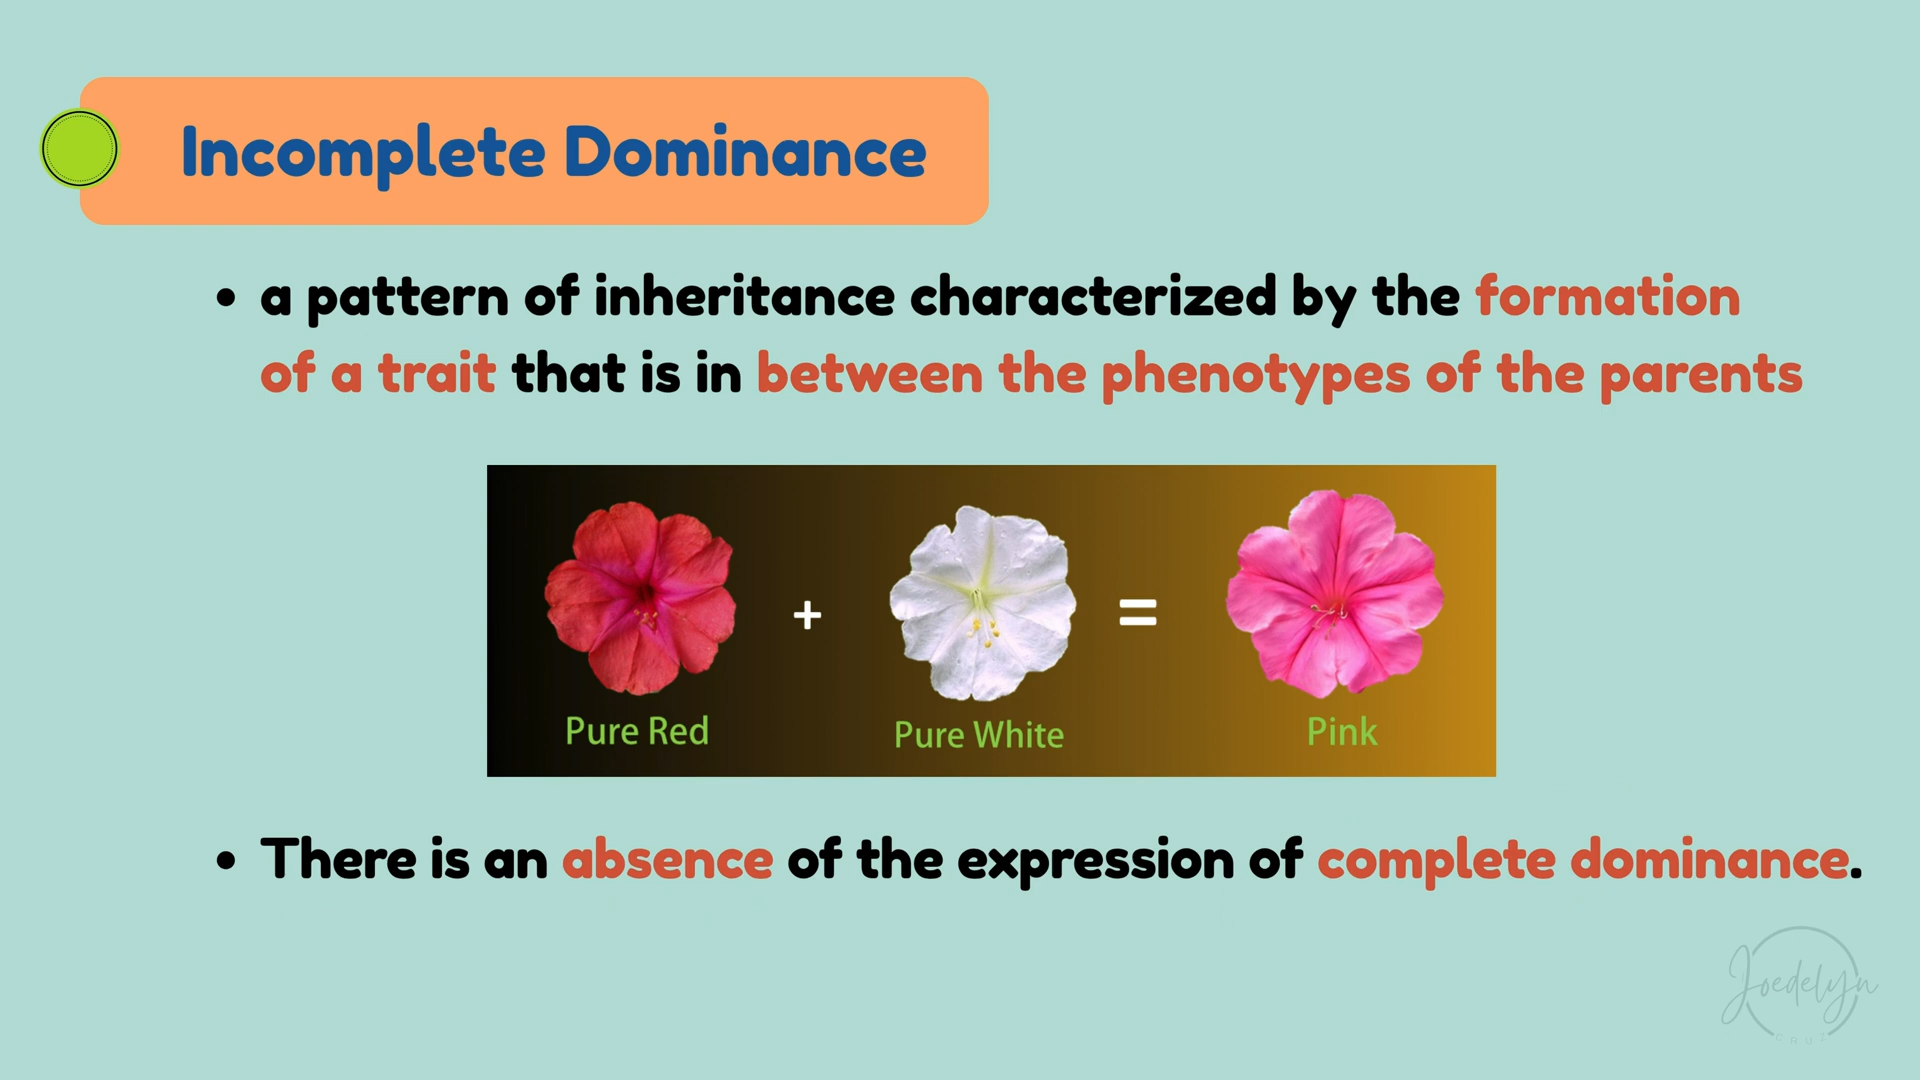 Incomplete Dominance
• a pattern of inheritance characterized by the formation
of a trait that is in between the phenotypes of the parents
+ =
Pure Red Pure White Pink
• There is an absence of the expression of complete dominance.
Joedelyn
CRUZ